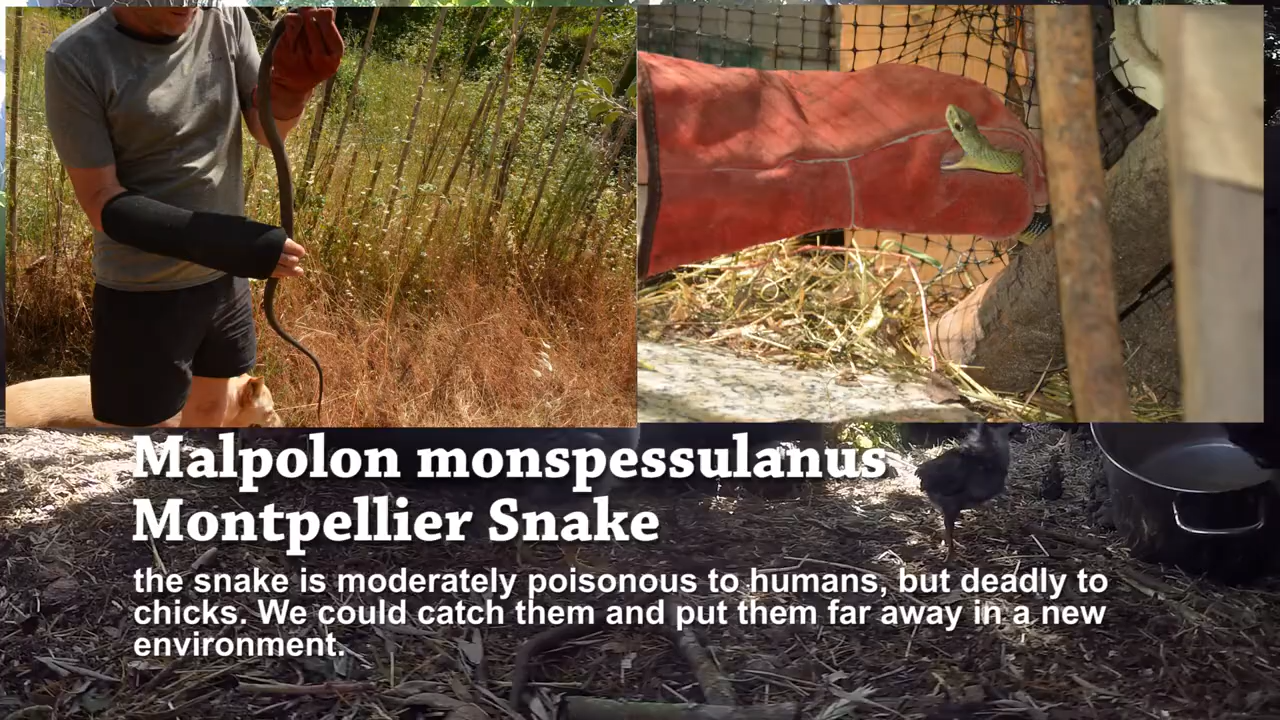 Malpolon monspessulanus
Montpellier Snake
the snake is moderately poisonous to humans, but deadly to
chicks. We could catch them and put them far away in a new
environment.